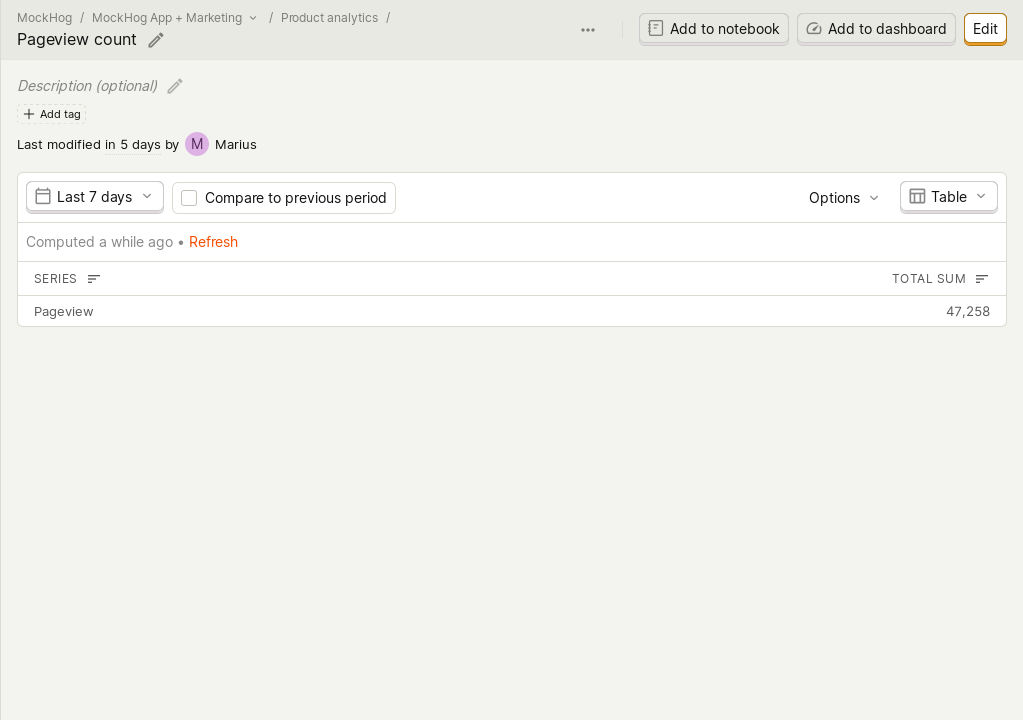 MockHog / MockHog App + Marketing / Product analytics /
Pageview count
Add to notebook
Add to dashboard
Edit
Description (optional)
Add tag
Last modified in 5 days by M Marius
Last 7 days
Compare to previous period
Options
Table
Computed a while ago • Refresh
SERIES TOTAL SUM
Pageview 47,258